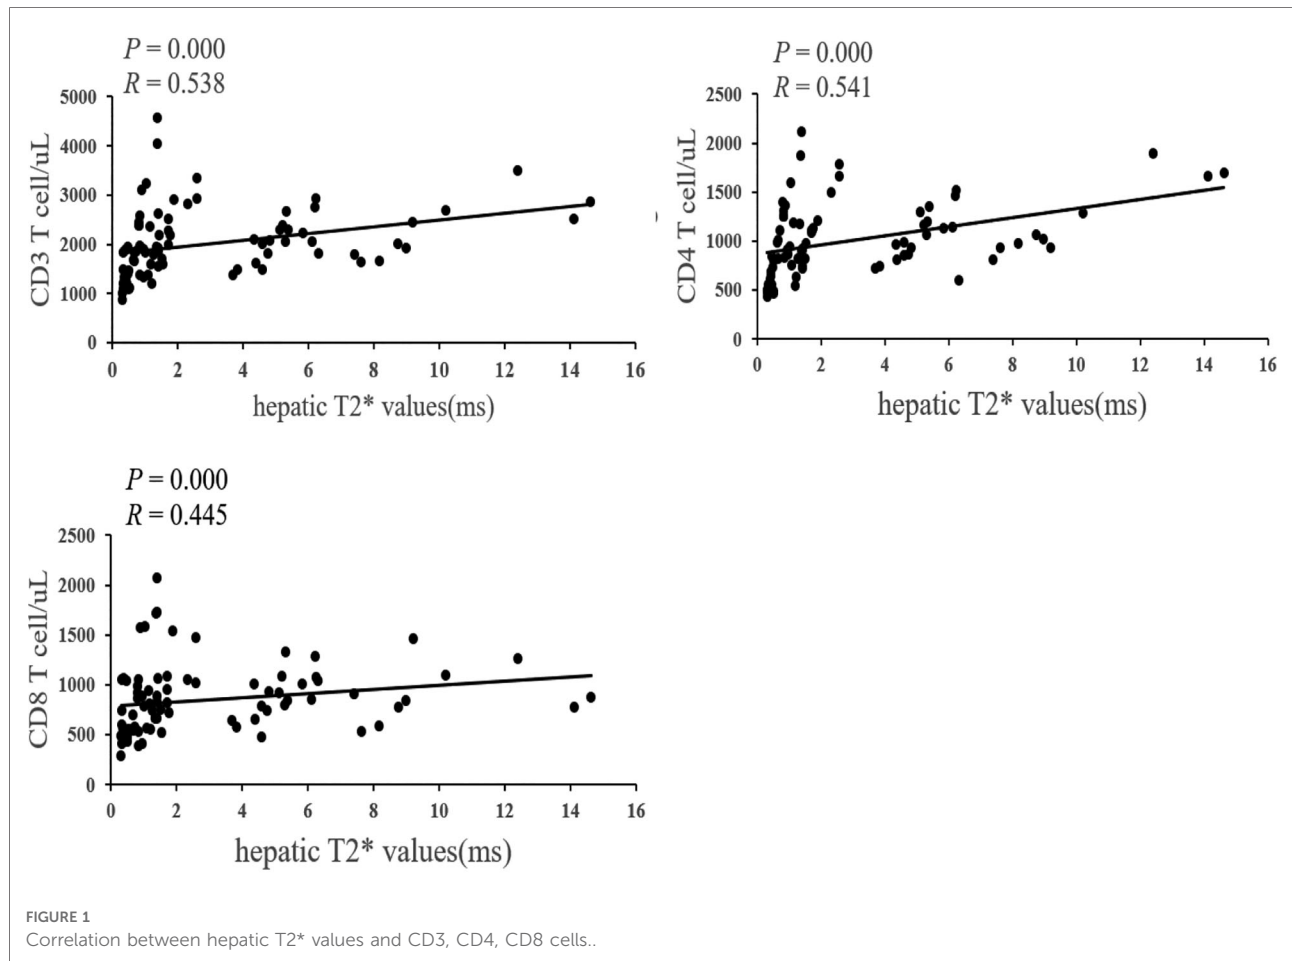 P = 0.000
R = 0.538
5000
4000
3000
2000
1000
0
CD3 T cell/uL
0 2 4 6 8 10 12 14 16
hepatic T2* values(ms)
P = 0.000
R = 0.541
2500
2000
1500
1000
500
0
CD4 T cell/uL
0 2 4 6 8 10 12 14 16
hepatic T2* values(ms)
P = 0.000
R = 0.445
2500
2000
1500
1000
500
0
CD8 T cell/uL
0 2 4 6 8 10 12 14 16
hepatic T2* values(ms)
FIGURE 1
Correlation between hepatic T2* values and CD3, CD4, CD8 cells..